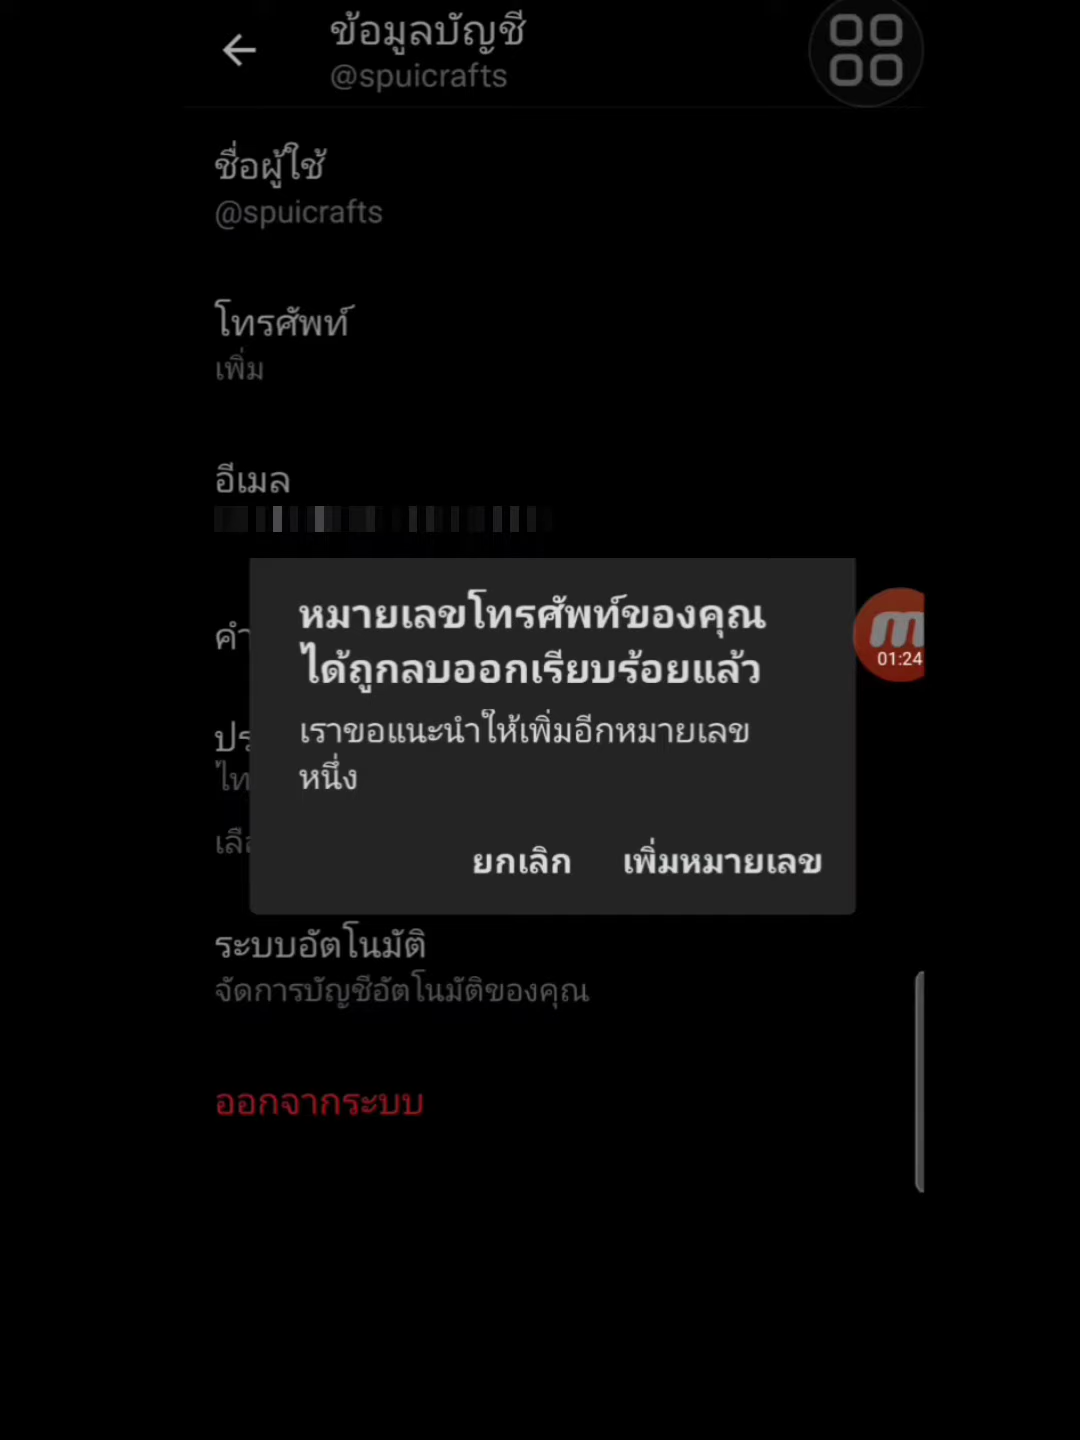 ข้อมูลบัญชี
@spuicrafts
ชื่อผู้ใช้
@spuicrafts
โทรศัพท์
เพิ่ม
อีเมล
หมายเลขโทรศัพท์ของคุณ
ได้ถูกลบออกเรียบร้อยแล้ว
เราขอแนะนำให้เพิ่มอีกหมายเลข
หนึ่ง
01:24
ยกเลิก เพิ่มหมายเลข
ระบบอัตโนมัติ
จัดการบัญชีอัตโนมัติของคุณ
ออกจากระบบ